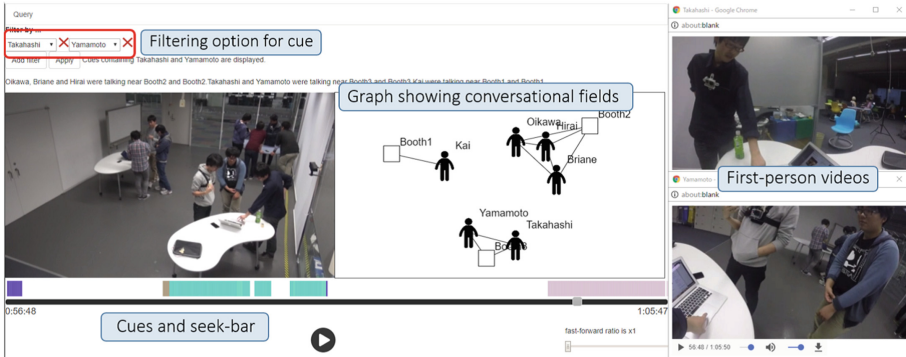 Query
Filter by ...
Takahashi Yamamoto
Filtering option for cue
Add filter Apply Cues containing Takahashi and Yamamoto are displayed.
Oikawa, Briane and Hirai were talking near Booth2 and Booth2.Takahashi and Yamamoto were talking near Booth3 and Booth3.Kai were talking near Booth1 and Booth1.
Graph showing conversational fields
Booth2
Oikawa
Hirai
Booth1
Kai
Briane
Yamamoto
Takahashi
Booth3
0:56:48
1:05:47
Cues and seek-bar
fast-forward ratio is x1
Takahashi - Google Chrome
about:blank
Yamamoto -
First-person videos
about:blank
56:48 / 1:05:50